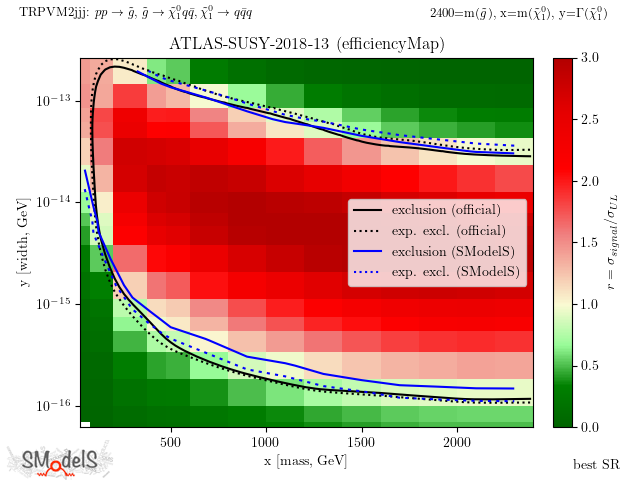 TRPVM2jjj: pp → g̃, g̃ → χ̃₁⁰qq̄, χ̃₁⁰ → qq̄q
2400=m(g̃), x=m(χ̃₁⁰), y=Γ(χ̃₁⁰)
ATLAS-SUSY-2018-13 (efficiencyMap)
10⁻¹³
10⁻¹⁴
10⁻¹⁵
10⁻¹⁶
y [width, GeV]
exclusion (official)
exp. excl. (official)
exclusion (SModelS)
exp. excl. (SModelS)
500
1000
1500
2000
x [mass, GeV]
3.0
2.5
2.0
1.5
1.0
0.5
0.0
r = σ_signal/σ_UL
best SR
SModelS